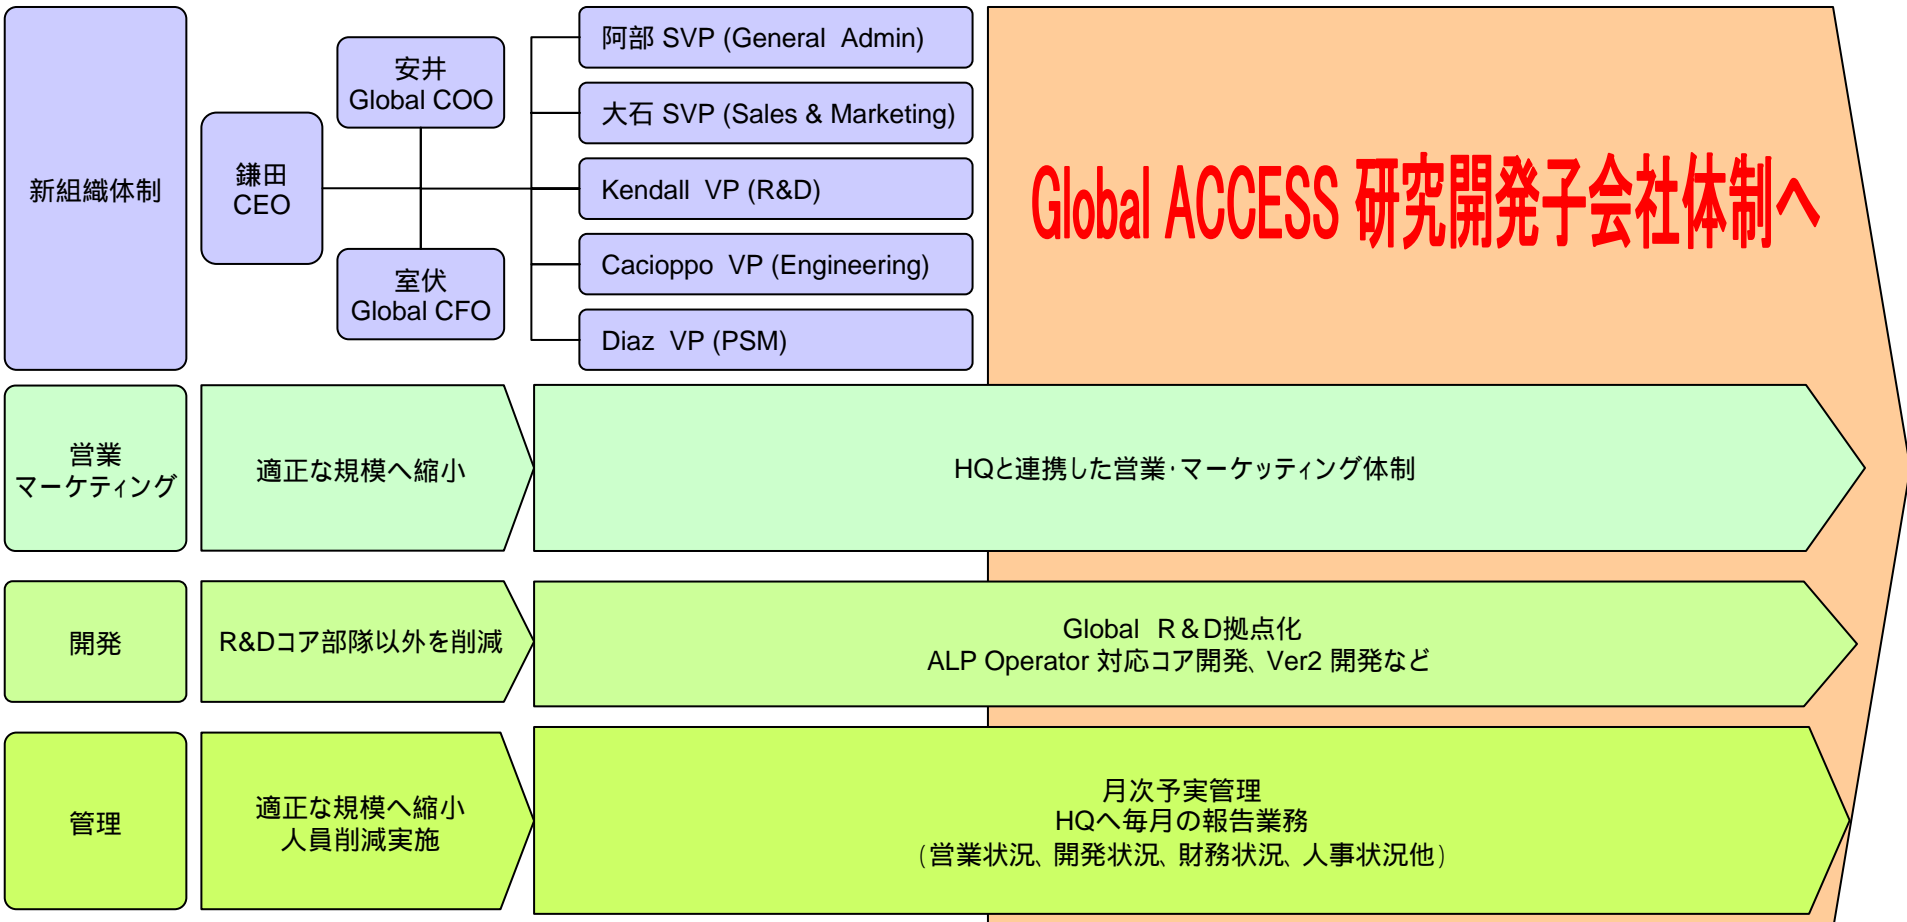 新組織体制
鎌田
CEO
安井
Global COO
室伏
Global CFO
阿部 SVP (General Admin)
大石 SVP (Sales & Marketing)
Kendall VP (R&D)
Cacioppo VP (Engineering)
Diaz VP (PSM)
Global ACCESS 研究開発子会社体制へ
営業
マーケティング
適正な規模へ縮小
HQと連携した営業・マーケッティング体制
開発
R&Dコア部隊以外を削減
Global R&D拠点化
ALP Operator 対応コア開発、Ver2 開発など
管理
適正な規模へ縮小
人員削減実施
月次予実管理
HQへ毎月の報告業務
(営業状況、開発状況、財務状況、人事状況他)